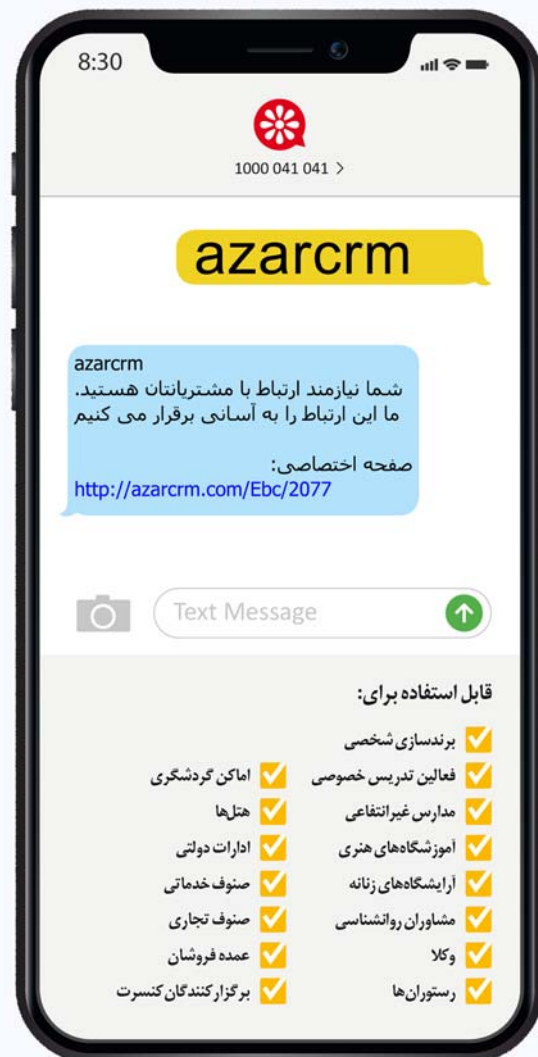 8:30
1000 041 041 >
azarcrm
azarcrm
شما نیازمند ارتباط با مشتریانتان هستید.
ما این ارتباط را به آسانی برقرار می کنیم
صفحه اختصاصی:
http://azarcrm.com/Ebc/2077
Text Message
قابل استفاده برای:
برندسازی شخصی
فعالین تدریس خصوصی
مدارس غیرانتفاعی
آموزشگاه‌های هنری
آرایشگاه‌های زنانه
مشاوران روانشناسی
وکلا
رستوران‌ها
اماکن گردشگری
هتل‌ها
ادارات دولتی
صنوف خدماتی
صنوف تجاری
عمده فروشان
برگزارکنندگان کنسرت